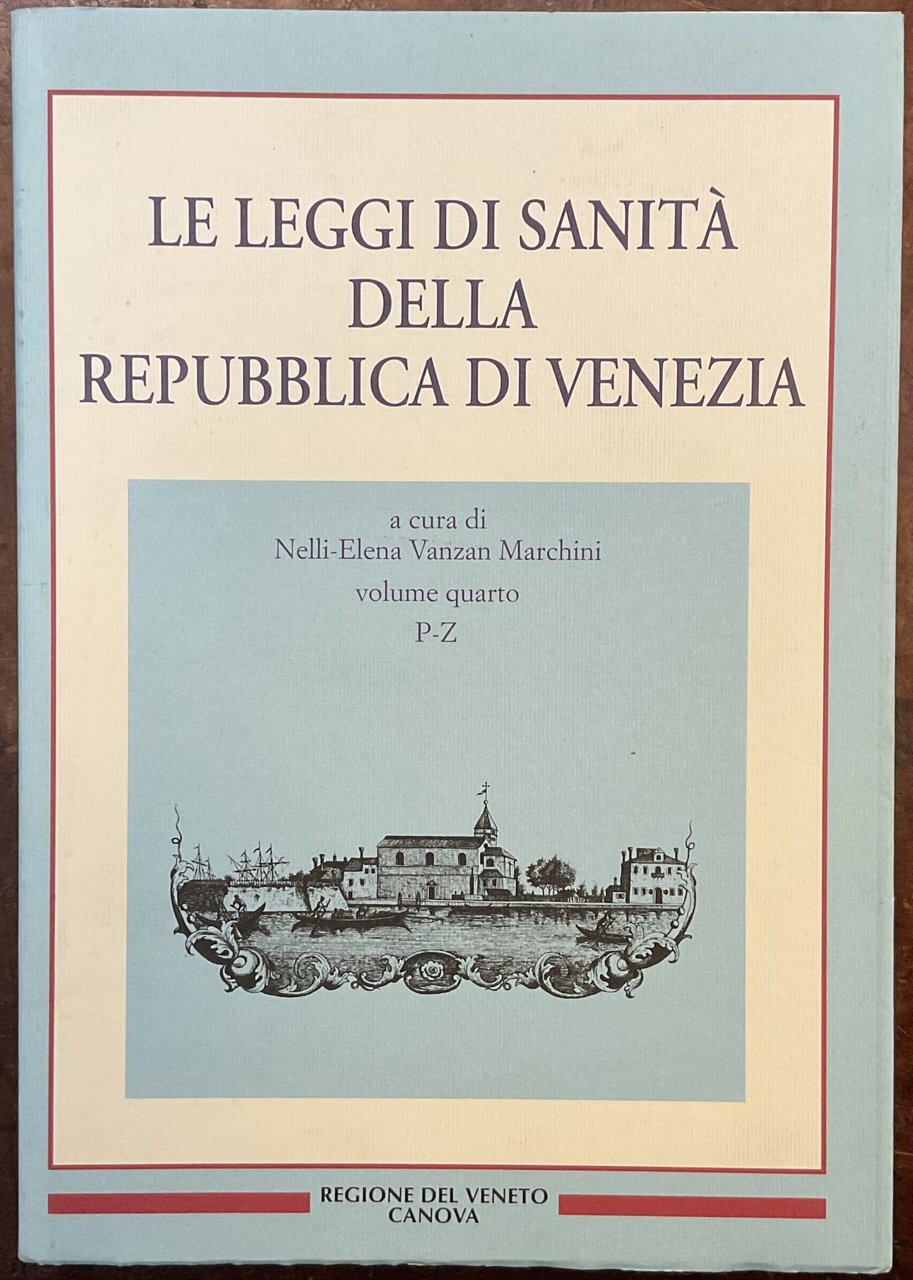 LE LEGGI DI SANITÀ
DELLA
REPUBBLICA DI VENEZIA
a cura di
Nelli-Elena Vanzan Marchini
volume quarto
P-Z
REGIONE DEL VENETO
CANOVA